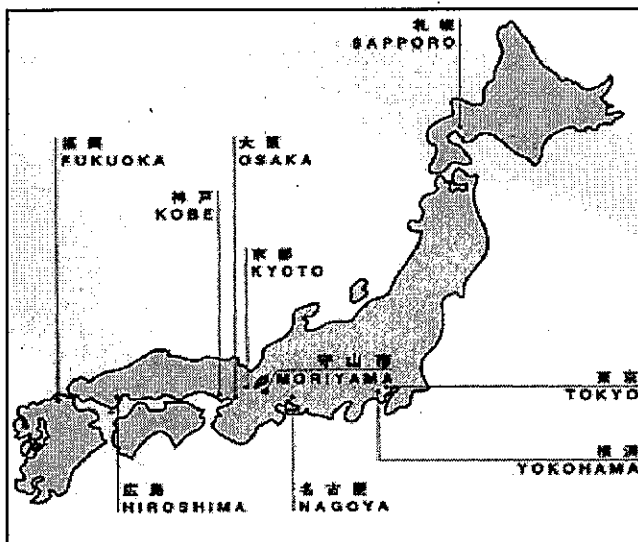 札幌
SAPPORO
福岡
FUKUOKA
大阪
OSAKA
神戸
KOBE
京都
KYOTO
守山市
MORIYAMA
東京
TOKYO
横浜
YOKOHAMA
広島
HIROSHIMA
名古屋
NAGOYA